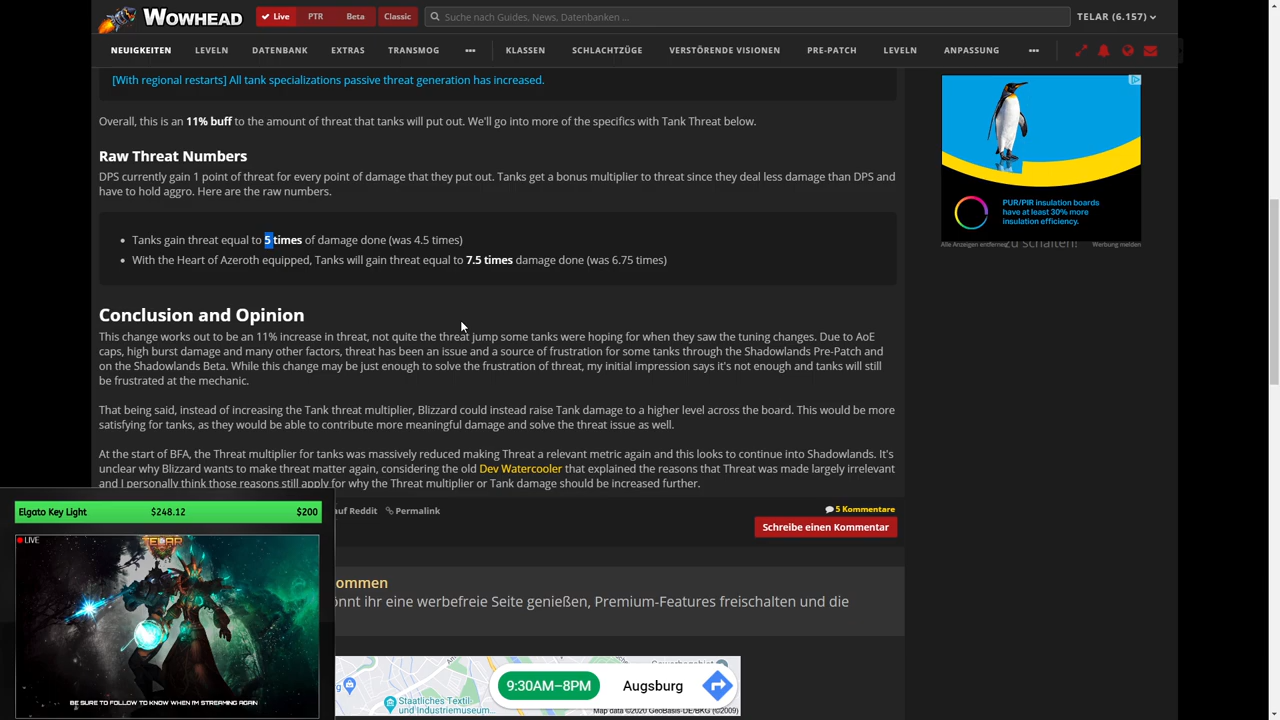 WOWHEAD
Live
PTR
Beta
Classic
Suche nach Guides, News, Datenbanken ...
TELAR (6.157)
NEUIGKEITEN
LEVELN
DATENBANK
EXTRAS
TRANSMOG
KLASSEN
SCHLACHTZÜGE
VERSTÖRENDE VISIONEN
PRE-PATCH
LEVELN
ANPASSUNG
[With regional restarts] All tank specializations passive threat generation has increased.
Overall, this is an 11% buff to the amount of threat that tanks will put out. We'll go into more of the specifics with Tank Threat below.
Raw Threat Numbers
DPS currently gain 1 point of threat for every point of damage that they put out. Tanks get a bonus multiplier to threat since they deal less damage than DPS and
have to hold aggro. Here are the raw numbers.
• Tanks gain threat equal to 5 times of damage done (was 4.5 times)
• With the Heart of Azeroth equipped, Tanks will gain threat equal to 7.5 times damage done (was 6.75 times)
Conclusion and Opinion
This change works out to be an 11% increase in threat, not quite the threat jump some tanks were hoping for when they saw the tuning changes. Due to AoE
caps, high burst damage and many other factors, threat has been an issue and a source of frustration for some tanks through the Shadowlands Pre-Patch and
on the Shadowlands Beta. While this change may be just enough to solve the frustration of threat, my initial impression says it's not enough and tanks will still
be frustrated at the mechanic.
That being said, instead of increasing the Tank threat multiplier, Blizzard could instead raise Tank damage to a higher level across the board. This would be more
satisfying for tanks, as they would be able to contribute more meaningful damage and solve the threat issue as well.
At the start of BFA, the Threat multiplier for tanks was massively reduced making Threat a relevant metric again and this looks to continue into Shadowlands. It's
unclear why Blizzard wants to make threat matter again, considering the old Dev Watercooler that explained the reasons that Threat was made largely irrelevant
and I personally think those reasons still apply for why the Threat multiplier or Tank damage should be increased further.
auf Reddit
Permalink
5 Kommentare
Schreibe einen Kommentar
ommen
önnt ihr eine werbefreie Seite genießen, Premium-Features freischalten und die
PUR/PIR insulation boards
have at least 30% more
insulation efficiency.
Alle Anzeigen entfernen
zu schalten!
Werbung melden
Elgato Key Light
$248.12
$200
LIVE
TELAR
BE SURE TO FOLLOW TO KNOW WHEN I'M STREAMING AGAIN
Staatliches Textil-
und Industriemuseum...
9:30AM–8PM
Augsburg
Map data ©2020 GeoBasis-DE/BKG (©2009)